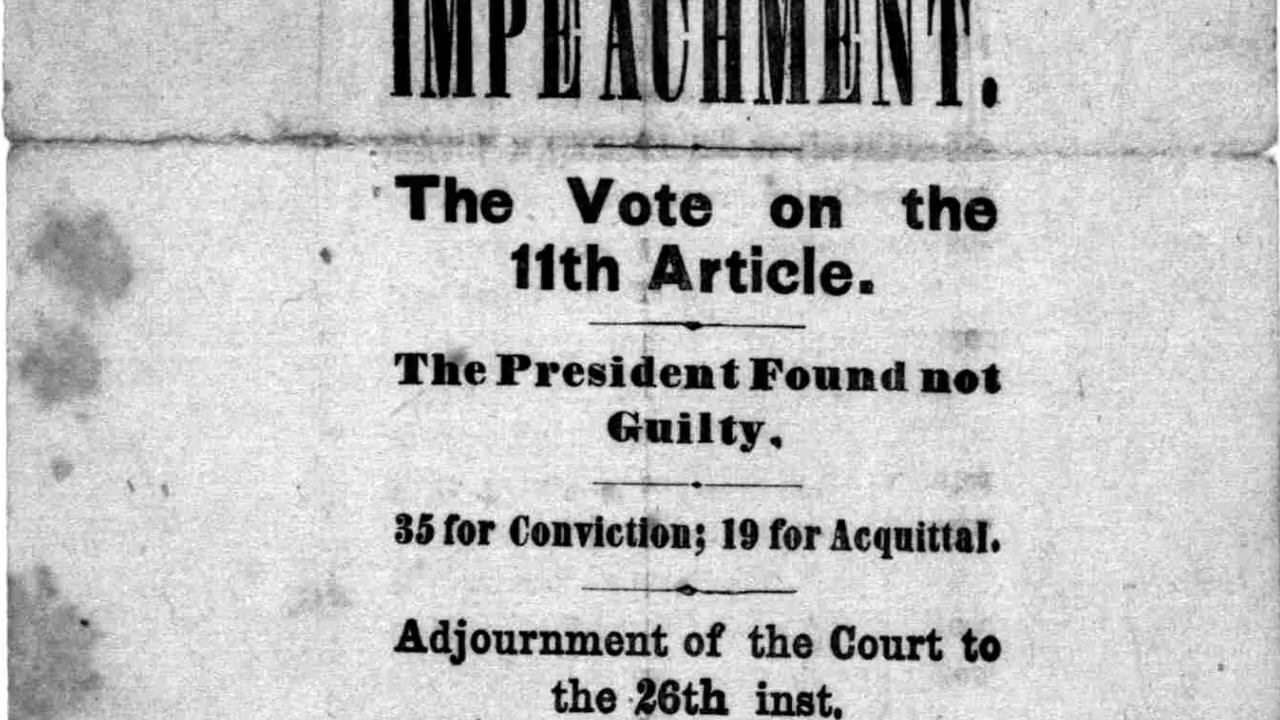 IMPEACHMENT.
The Vote on the
11th Article.
The President Found not
Guilty.
35 for Conviction; 19 for Acquittal.
Adjournment of the Court to
the 26th inst.